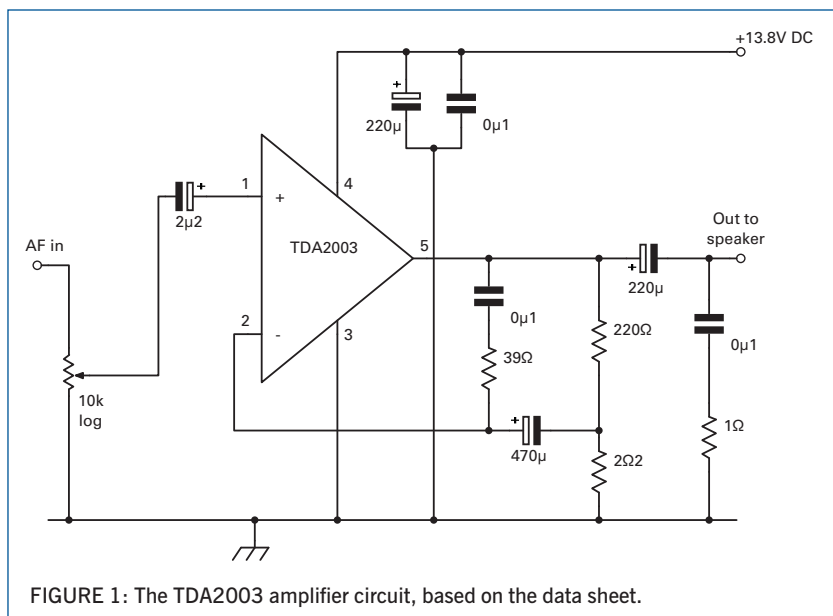 +13.8V DC
+
220µ
0µ1
1
+
4
+
2µ2
TDA2003
5
AF in
Out to
speaker
+
220µ
2
-
3
0µ1
220Ω
0µ1
39Ω
10k
log
+
470µ
2Ω2
1Ω
FIGURE 1: The TDA2003 amplifier circuit, based on the data sheet.